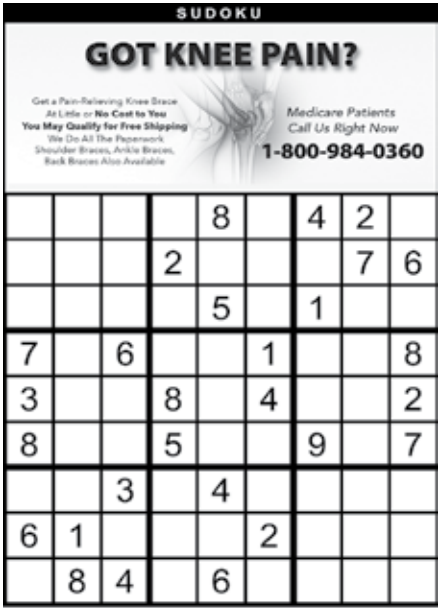 SUDOKU
GOT KNEE PAIN?
Get a Pain-Relieving Knee Brace
At Little or No Cost to You
You May Qualify for Free Shipping
We Do All The Paperwork
Shoulder Braces, Ankle Braces,
Back Braces Also Available
Medicare Patients
Call Us Right Now
1-800-984-0360
8 4 2
2 7 6
5 1
7 6 1 8
3 8 4 2
8 5 9 7
3 4
6 1 2
8 4 6